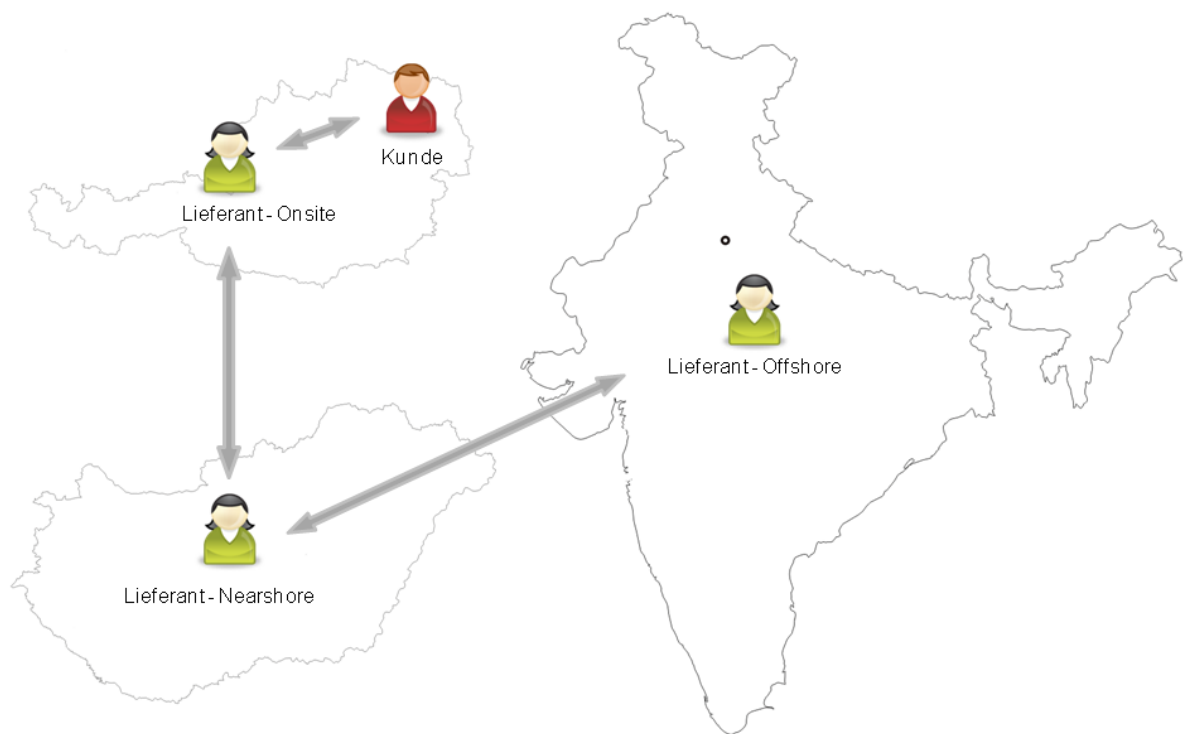 Kunde
Lieferant - Onsite
Lieferant - Offshore
Lieferant - Nearshore